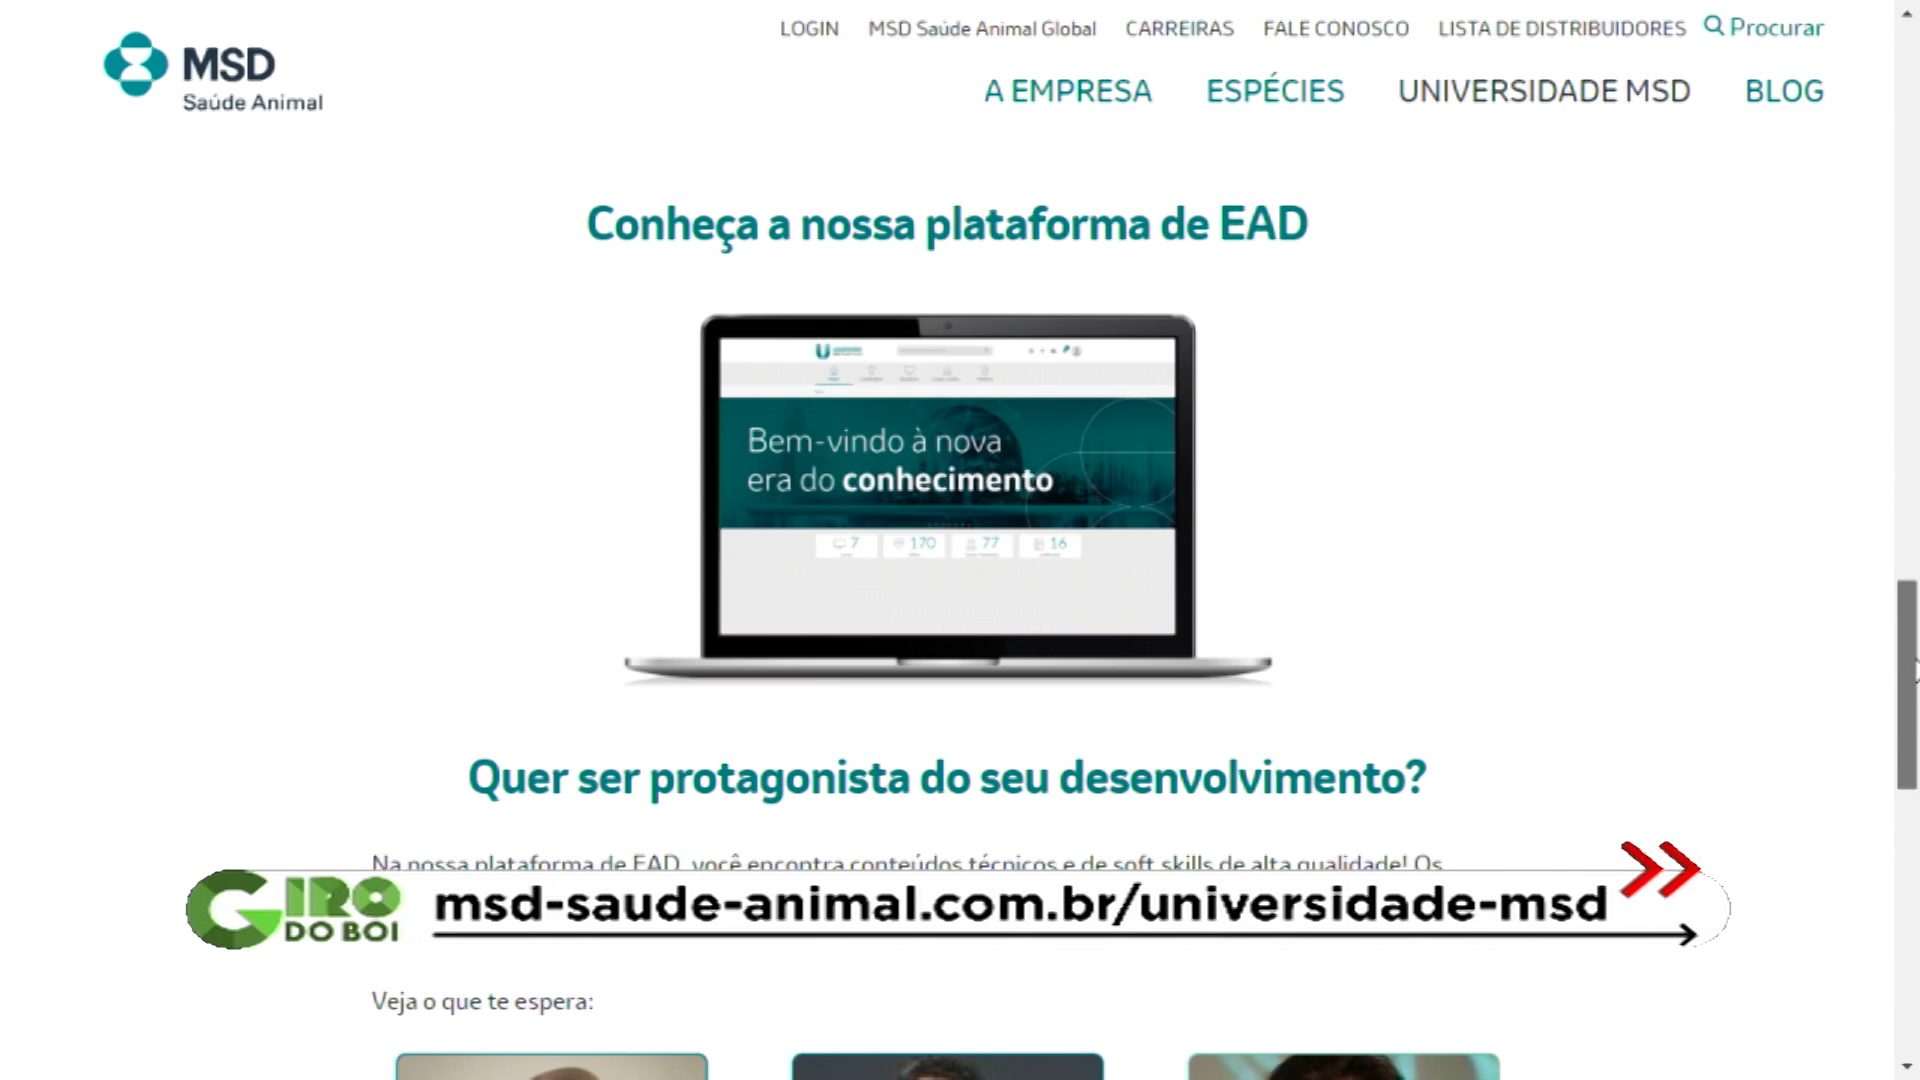 LOGIN MSD Saúde Animal Global CARREIRAS FALE CONOSCO LISTA DE DISTRIBUIDORES Procurar
MSD
Saúde Animal
A EMPRESA ESPÉCIES UNIVERSIDADE MSD BLOG
Conheça a nossa plataforma de EAD
Bem-vindo à nova
era do conhecimento
7 170 77 16
Quer ser protagonista do seu desenvolvimento?
Na nossa plataforma de EAD, você encontra conteúdos técnicos e de soft skills de alta qualidade! Os
GIRO
DO BOI
msd-saude-animal.com.br/universidade-msd
Veja o que te espera: